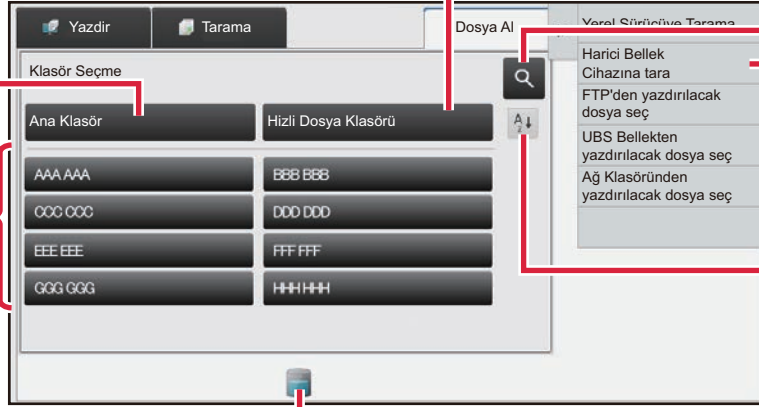 Yazdir
Tarama
Dosya Al
Klasör Seçme
Ana Klasör
Hizli Dosya Klasörü
AAA AAA
BBB BBB
CCC CCC
DDD DDD
EEE EEE
FFF FFF
GGG GGG
HHH HHH
Yerel Sürücüye Tarama
Harici Bellek
Cihazına tara
FTP'den yazdırılacak
dosya seç
UBS Bellekten
yazdırılacak dosya seç
Ağ Klasöründen
yazdırılacak dosya seç